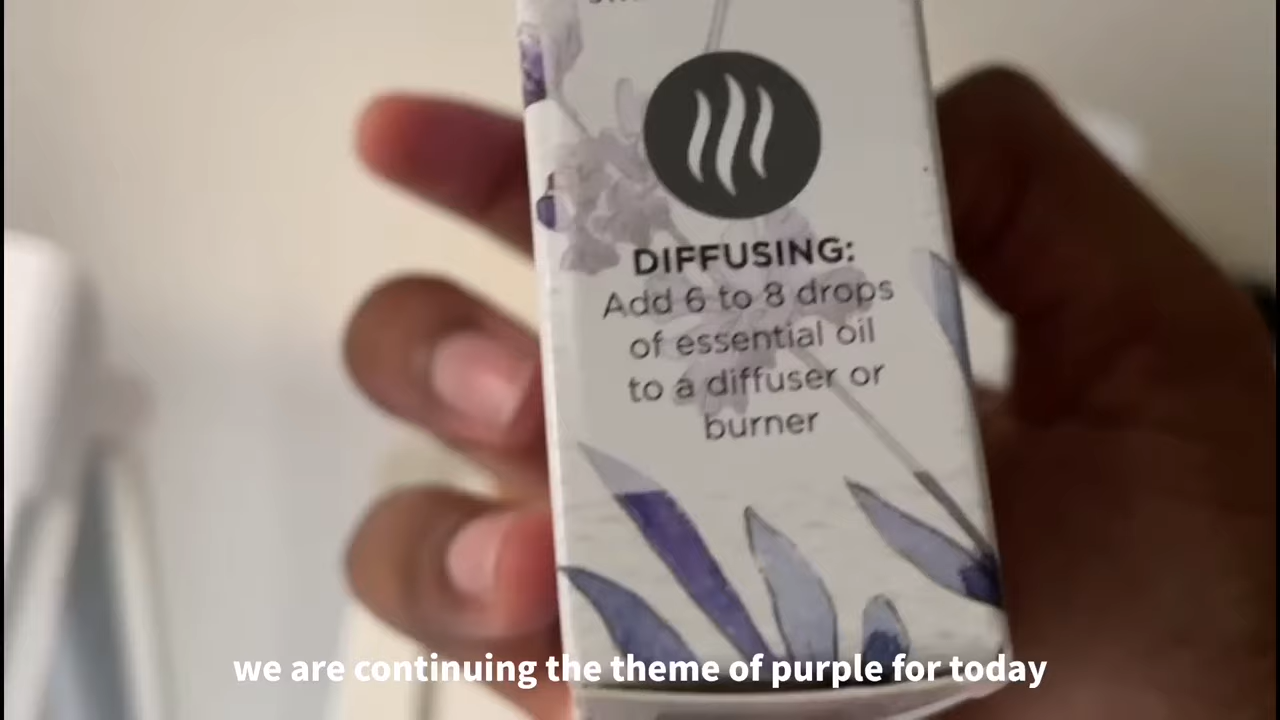 DIFFUSING:
Add 6 to 8 drops
of essential oil
to a diffuser or
burner
we are continuing the theme of purple for today